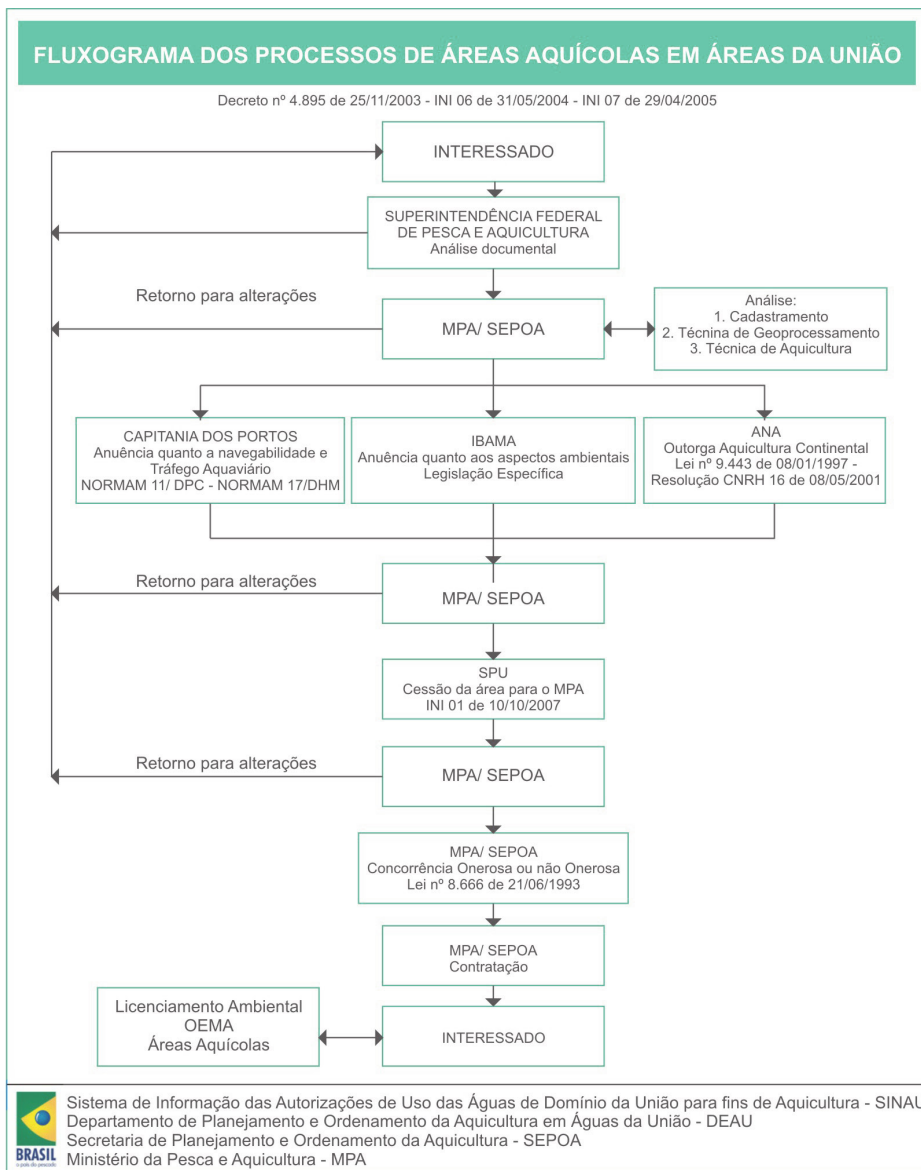 FLUXOGRAMA DOS PROCESSOS DE ÁREAS AQUÍCOLAS EM ÁREAS DA UNIÃO
Decreto nº 4.895 de 25/11/2003 - INI 06 de 31/05/2004 - INI 07 de 29/04/2005
INTERESSADO
SUPERINTENDÊNCIA FEDERAL
DE PESCA E AQUICULTURA
Análise documental
Retorno para alterações
MPA/ SEPOA
Análise:
1. Cadastramento
2. Técnina de Geoprocessamento
3. Técnica de Aquicultura
CAPITANIA DOS PORTOS
Anuência quanto a navegabilidade e
Tráfego Aquaviário
NORMAM 11/ DPC - NORMAM 17/DHM
IBAMA
Anuência quanto aos aspectos ambientais
Legislação Específica
ANA
Outorga Aquicultura Continental
Lei nº 9.443 de 08/01/1997 -
Resolução CNRH 16 de 08/05/2001
Retorno para alterações
MPA/ SEPOA
SPU
Cessão da área para o MPA
INI 01 de 10/10/2007
Retorno para alterações
MPA/ SEPOA
MPA/ SEPOA
Concorrência Onerosa ou não Onerosa
Lei nº 8.666 de 21/06/1993
MPA/ SEPOA
Contratação
Licenciamento Ambiental
OEMA
Áreas Aquícolas
INTERESSADO
Sistema de Informação das Autorizações de Uso das Águas de Domínio da União para fins de Aquicultura - SINAU
Departamento de Planejamento e Ordenamento da Aquicultura em Águas da União - DEAU
Secretaria de Planejamento e Ordenamento da Aquicultura - SEPOA
Ministério da Pesca e Aquicultura - MPA
BRASIL
o país do pescado